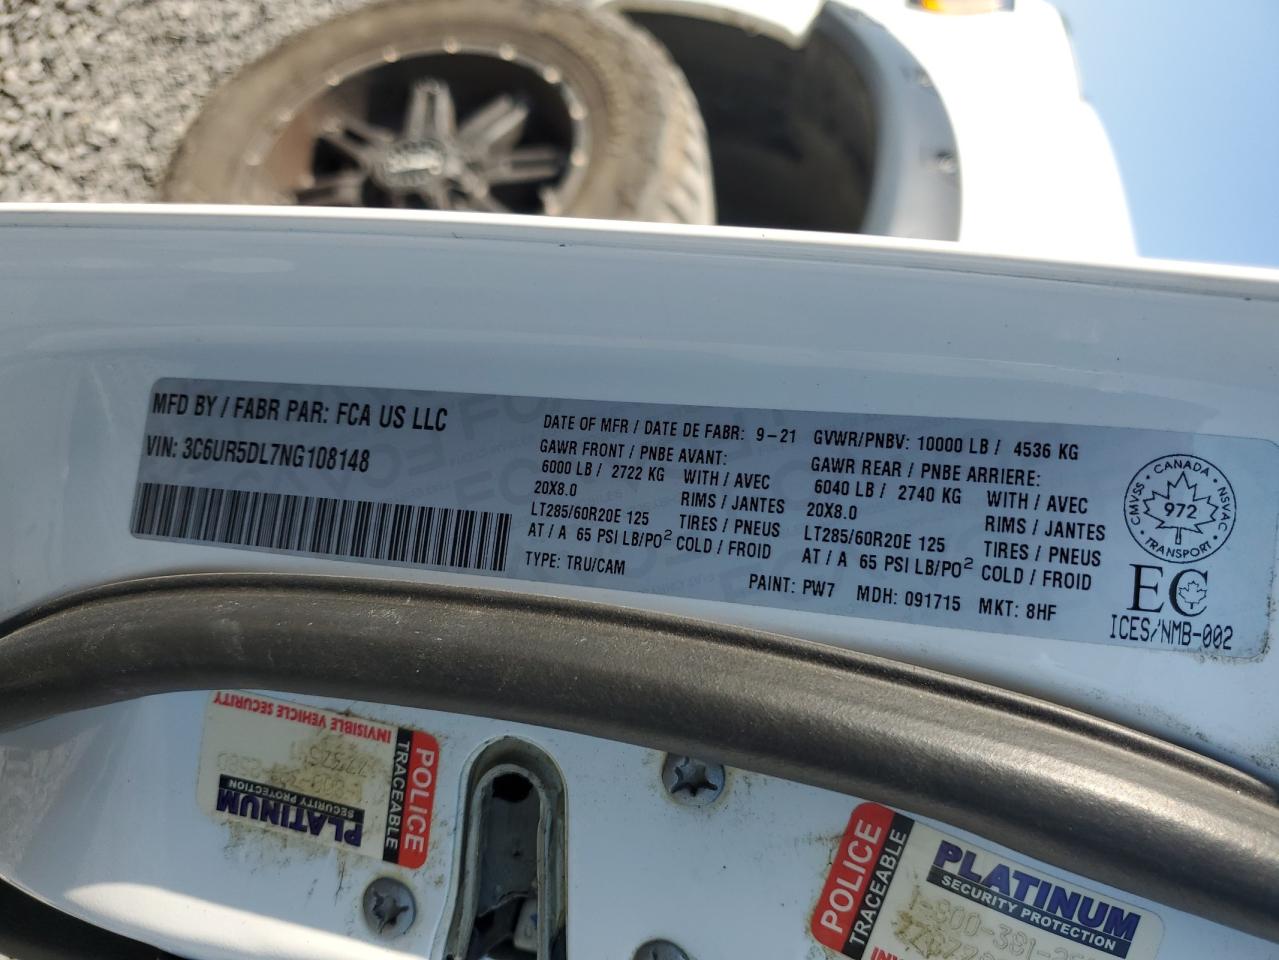 MFD BY / FABR PAR: FCA US LLC
VIN: 3C6UR5DL7NG108148
DATE OF MFR / DATE DE FABR: 9-21
GAWR FRONT / PNBE AVANT:
6000 LB / 2722 KG WITH / AVEC
20X8.0 RIMS / JANTES
LT285/60R20E 125 TIRES / PNEUS
AT / A 65 PSI LB/PO² COLD / FROID
TYPE: TRU/CAM
GVWR/PNBV: 10000 LB / 4536 KG
GAWR REAR / PNBE ARRIERE:
6040 LB / 2740 KG WITH / AVEC
20X8.0 RIMS / JANTES
LT285/60R20E 125 TIRES / PNEUS
AT / A 65 PSI LB/PO² COLD / FROID
PAINT: PW7 MDH: 091715 MKT: 8HF
CANADA
CMVSS 972 NSVAC
TRANSPORT
EC
ICES/NMB-002
POLICE
TRACEABLE
INVISIBLE VEHICLE SECURITY
PLATINUM
SECURITY PROTECTION
POLICE
TRACEABLE
PLATINUM
SECURITY PROTECTION